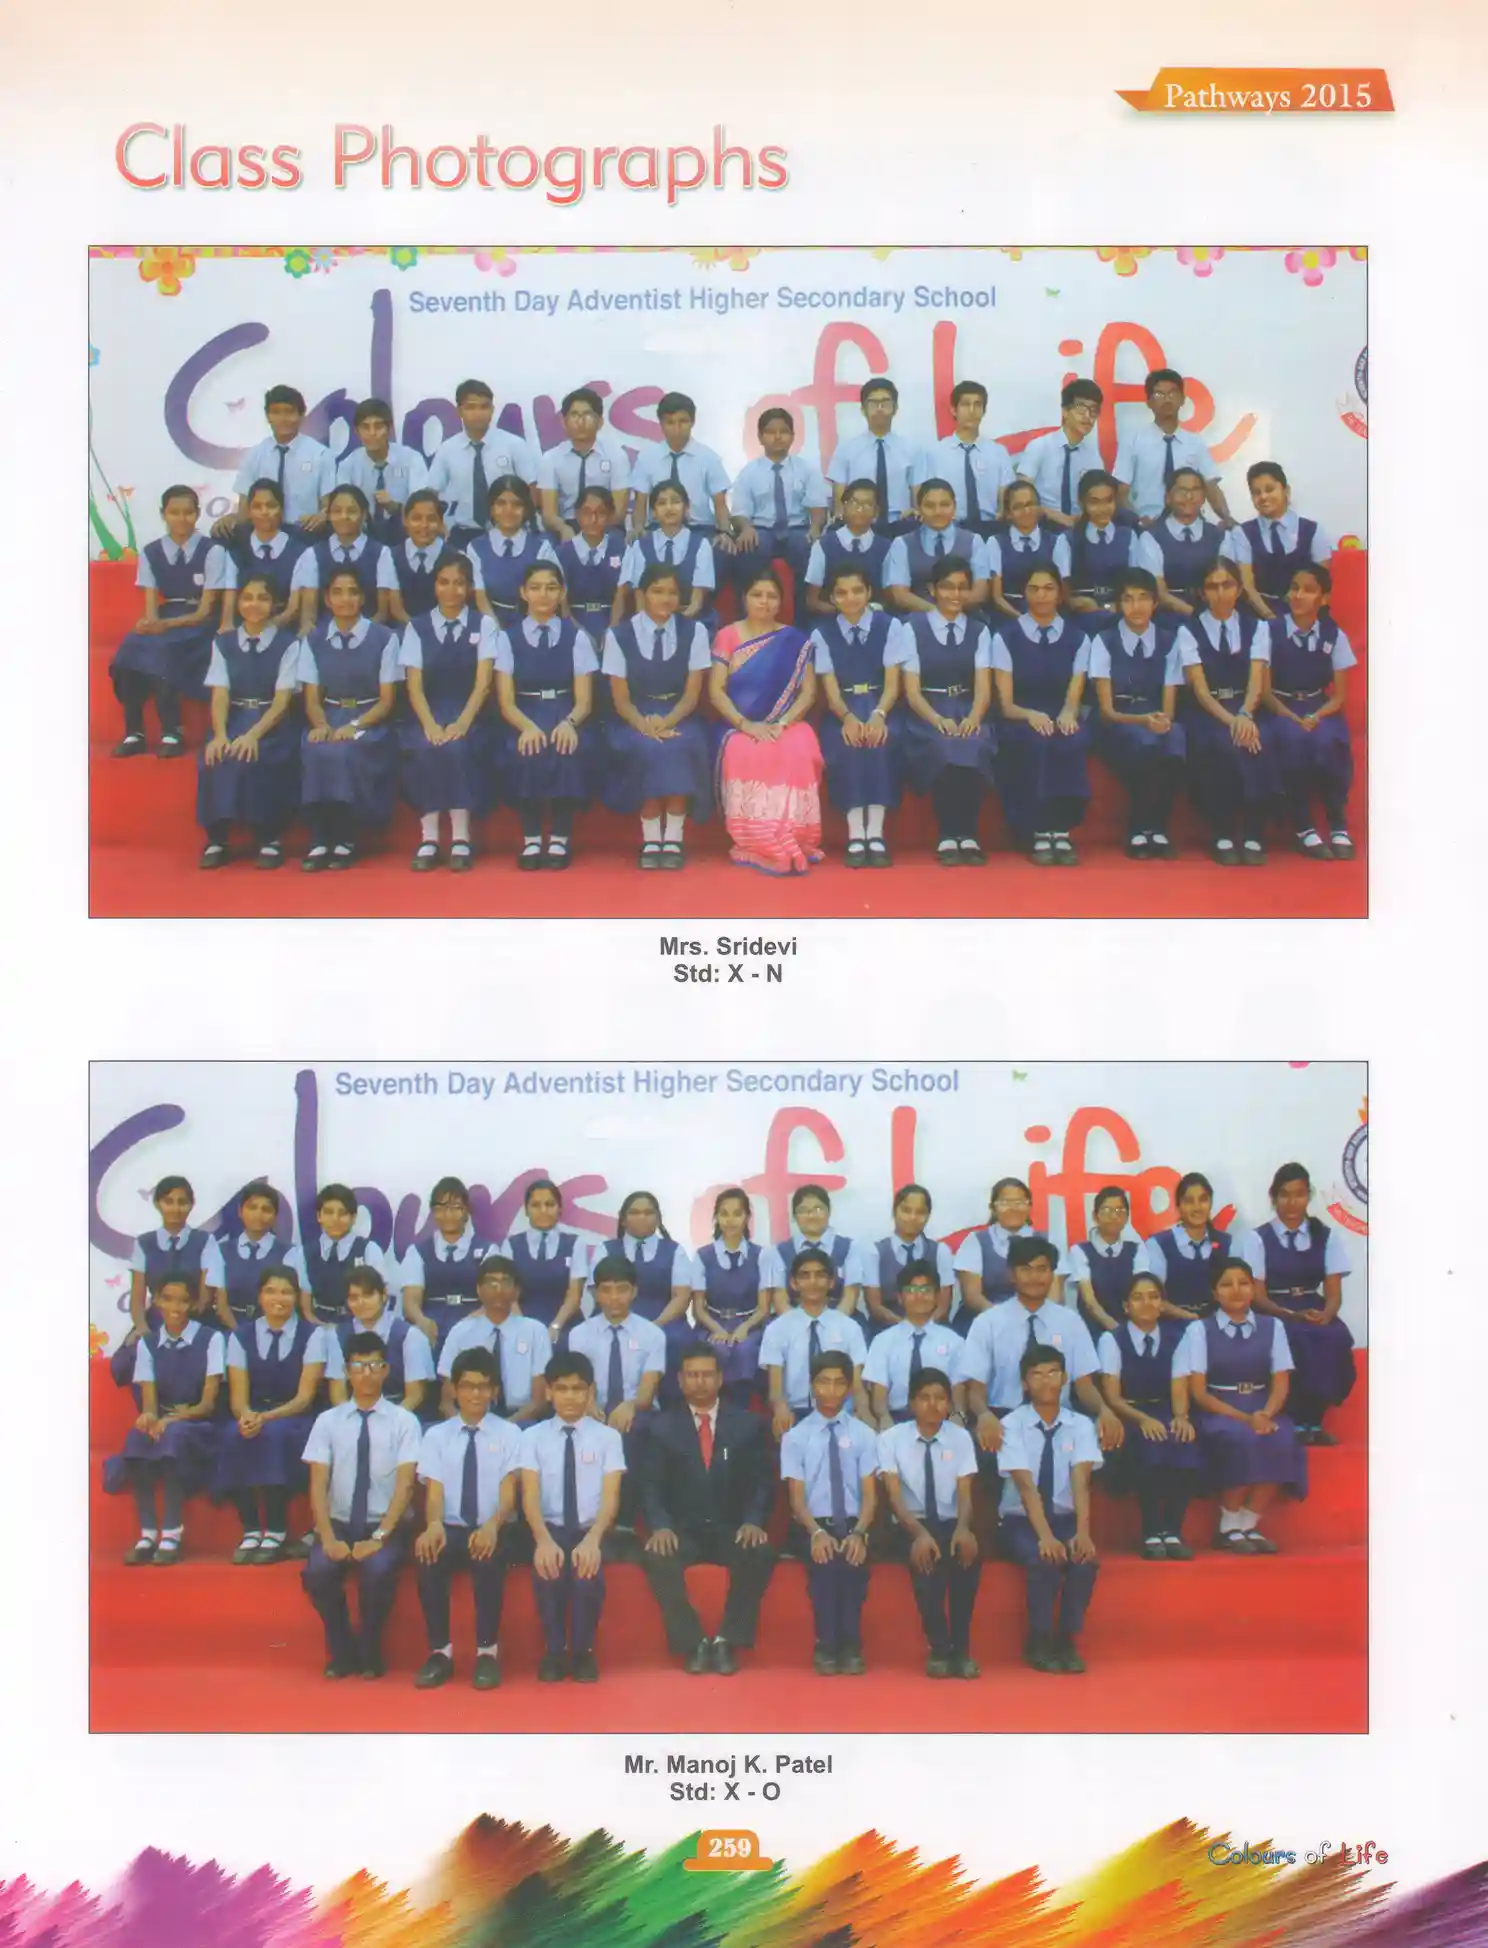 Pathways 2015
Class Photographs
Seventh Day Adventist Higher Secondary School
Colours of Life
Mrs. Sridevi
Std: X - N
Seventh Day Adventist Higher Secondary School
Colours of Life
Mr. Manoj K. Patel
Std: X - O
259
Colours of Life